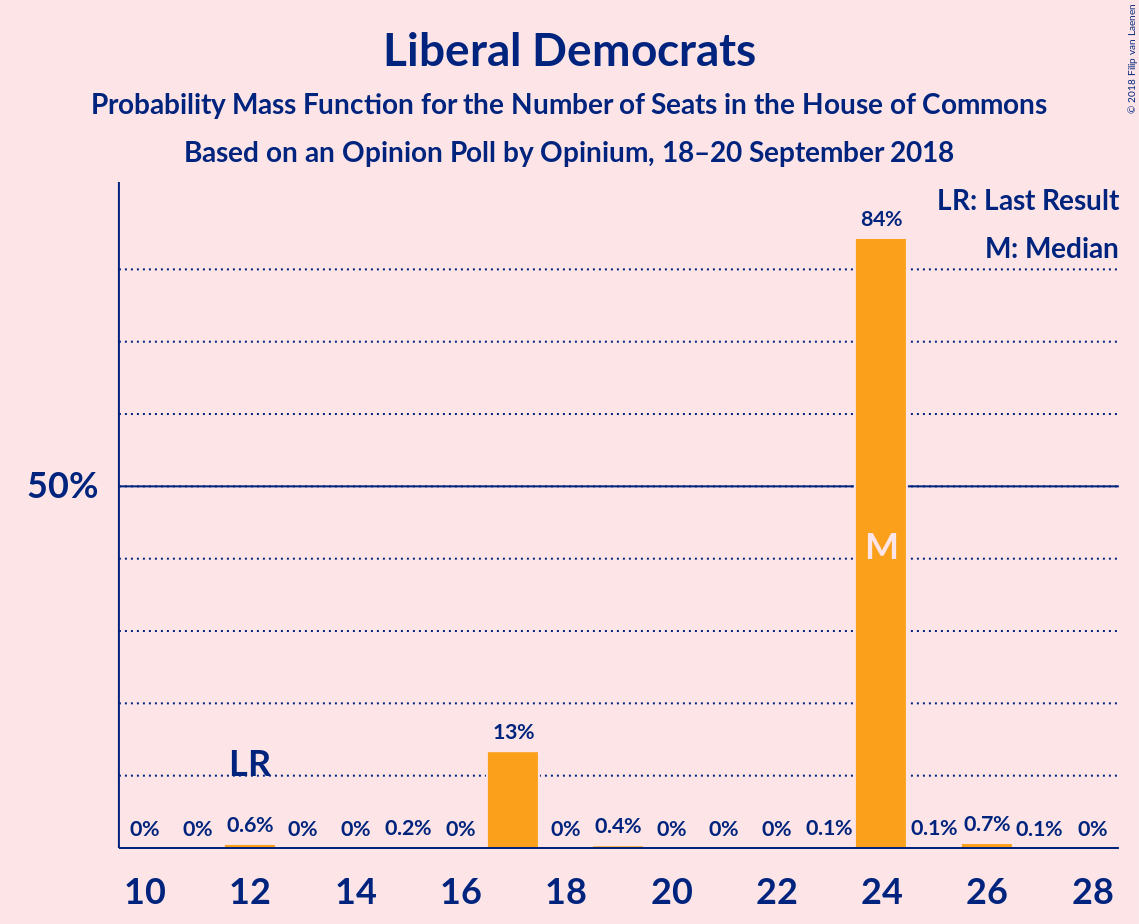 Liberal Democrats
Probability Mass Function for the Number of Seats in the House of Commons
Based on an Opinion Poll by Opinium, 18–20 September 2018
© 2018 Filip van Laenen
LR: Last Result
M: Median
84%
50%
M
13%
LR
0% 0% 0.6% 0% 0% 0.2% 0% 0% 0.4% 0% 0% 0% 0.1% 0.1% 0.7% 0.1% 0%
10 12 14 16 18 20 22 24 26 28